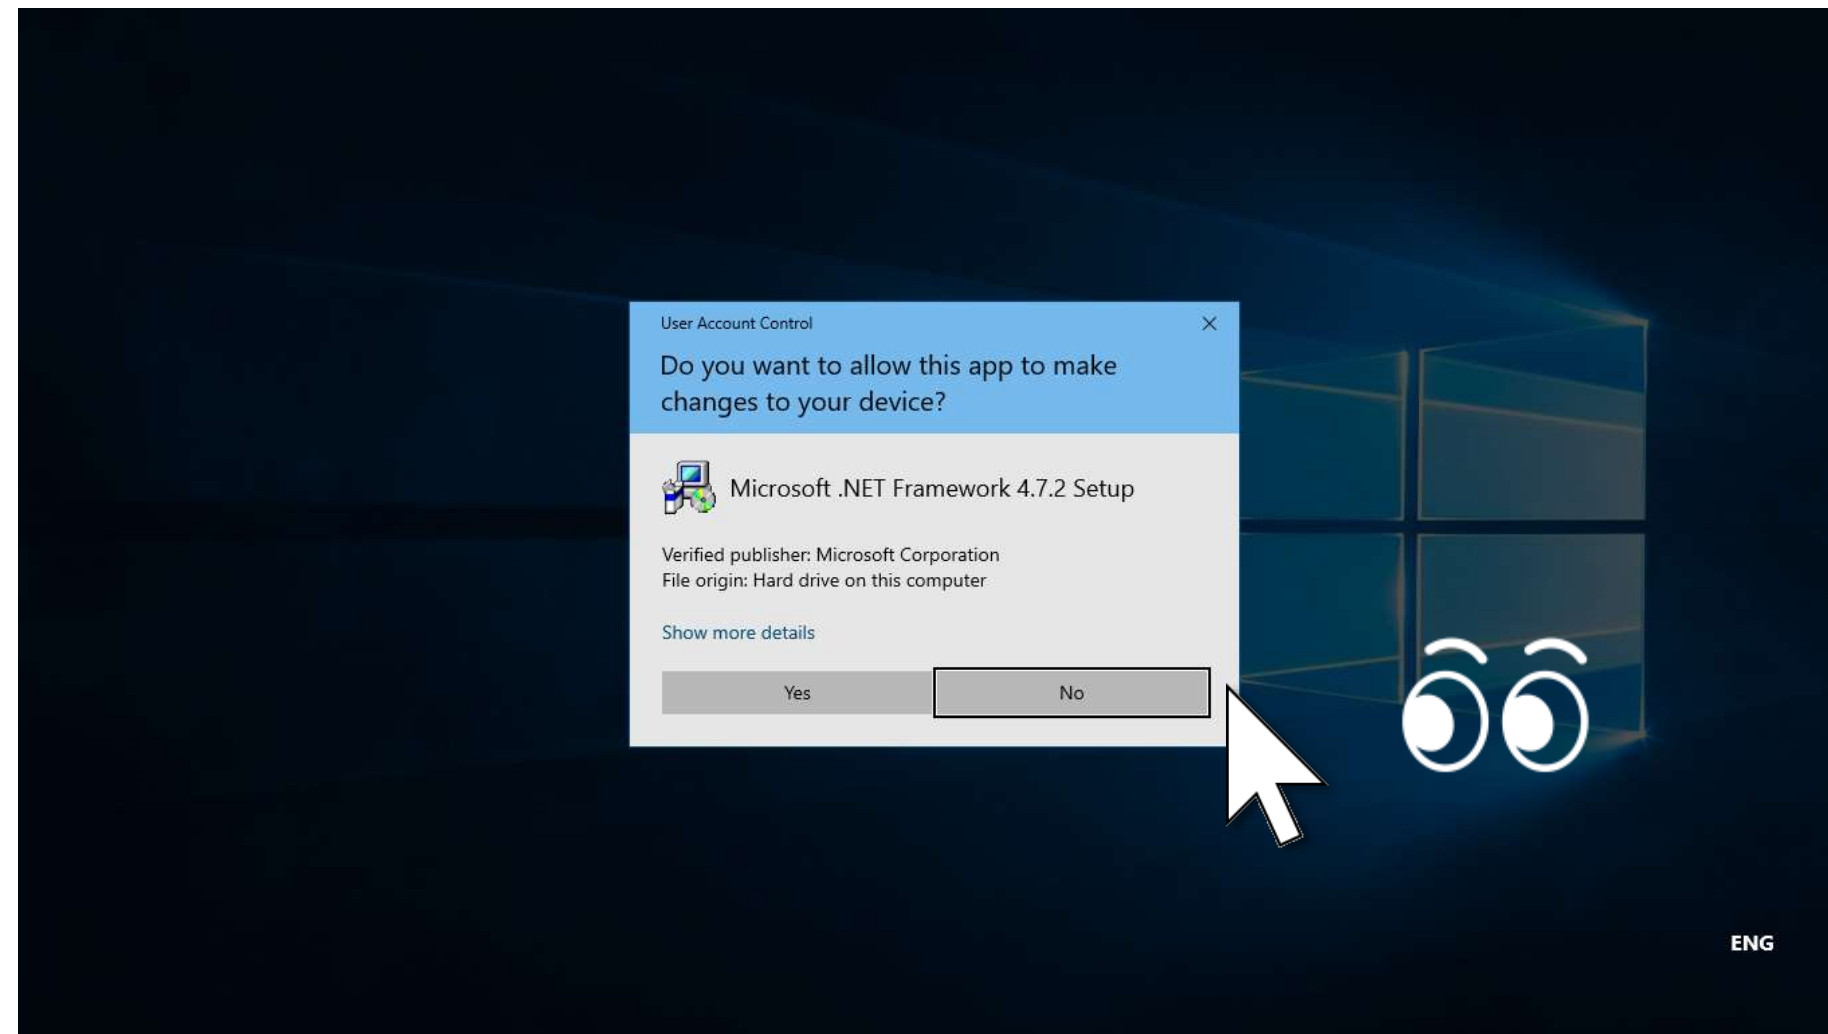 User Account Control
Do you want to allow this app to make
changes to your device?
Microsoft .NET Framework 4.7.2 Setup
Verified publisher: Microsoft Corporation
File origin: Hard drive on this computer
Show more details
Yes
No
ENG